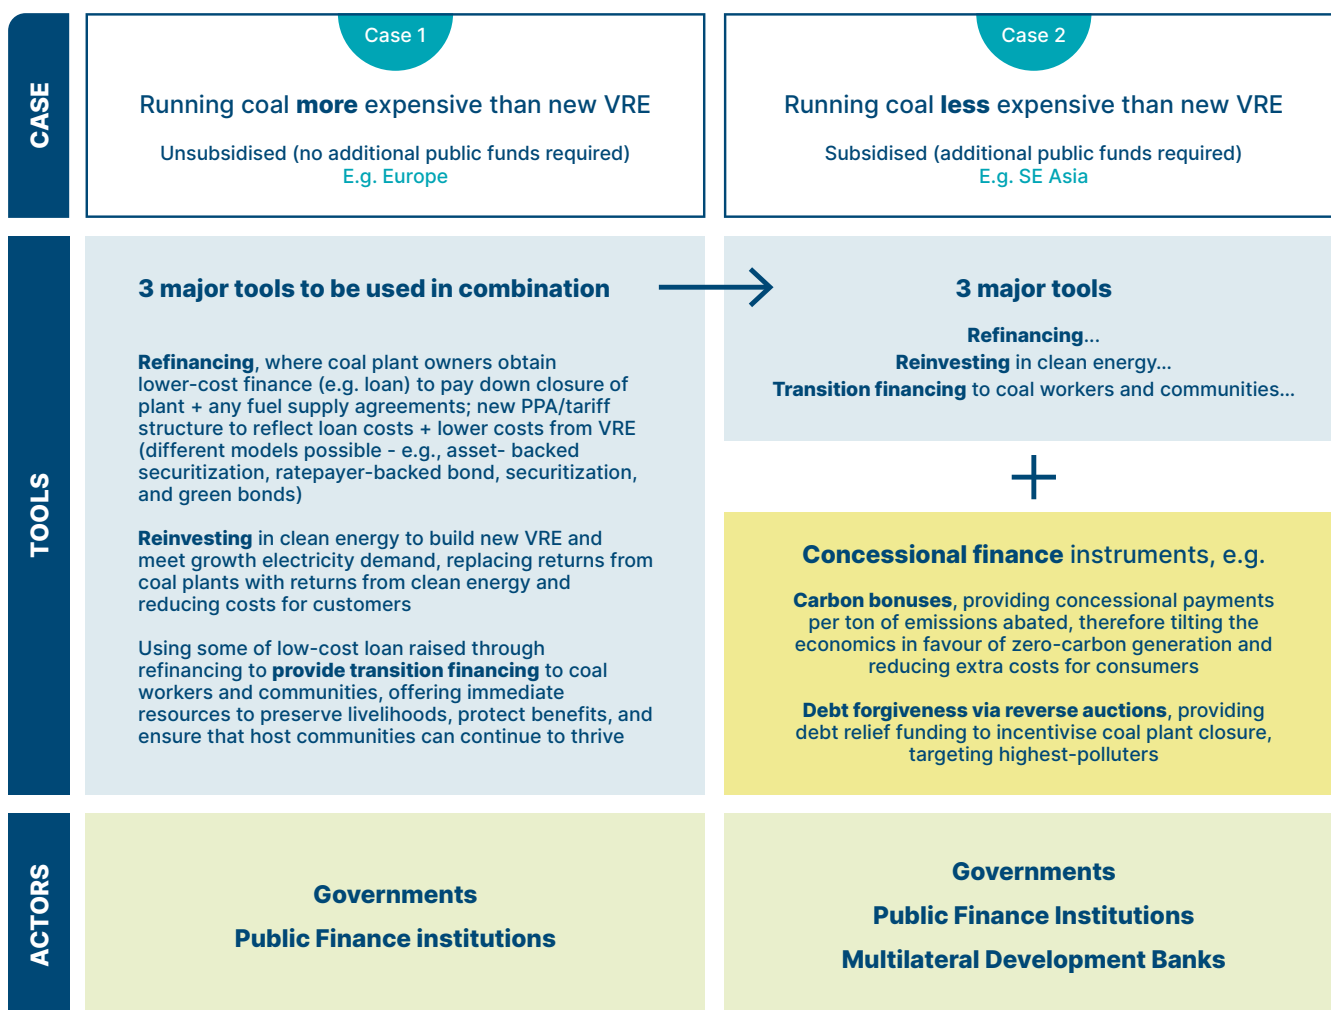 CASE
Case 1
Running coal more expensive than new VRE
Unsubsidised (no additional public funds required)
E.g. Europe
Case 2
Running coal less expensive than new VRE
Subsidised (additional public funds required)
E.g. SE Asia
TOOLS
3 major tools to be used in combination
Refinancing, where coal plant owners obtain
lower-cost finance (e.g. loan) to pay down closure of
plant + any fuel supply agreements; new PPA/tariff
structure to reflect loan costs + lower costs from VRE
(different models possible - e.g., asset- backed
securitization, ratepayer-backed bond, securitization,
and green bonds)
Reinvesting in clean energy to build new VRE and
meet growth electricity demand, replacing returns from
coal plants with returns from clean energy and
reducing costs for customers
Using some of low-cost loan raised through
refinancing to provide transition financing to coal
workers and communities, offering immediate
resources to preserve livelihoods, protect benefits, and
ensure that host communities can continue to thrive
3 major tools
Refinancing...
Reinvesting in clean energy...
Transition financing to coal workers and communities...
+
Concessional finance instruments, e.g.
Carbon bonuses, providing concessional payments
per ton of emissions abated, therefore tilting the
economics in favour of zero-carbon generation and
reducing extra costs for consumers
Debt forgiveness via reverse auctions, providing
debt relief funding to incentivise coal plant closure,
targeting highest-polluters
ACTORS
Governments
Public Finance institutions
Governments
Public Finance Institutions
Multilateral Development Banks